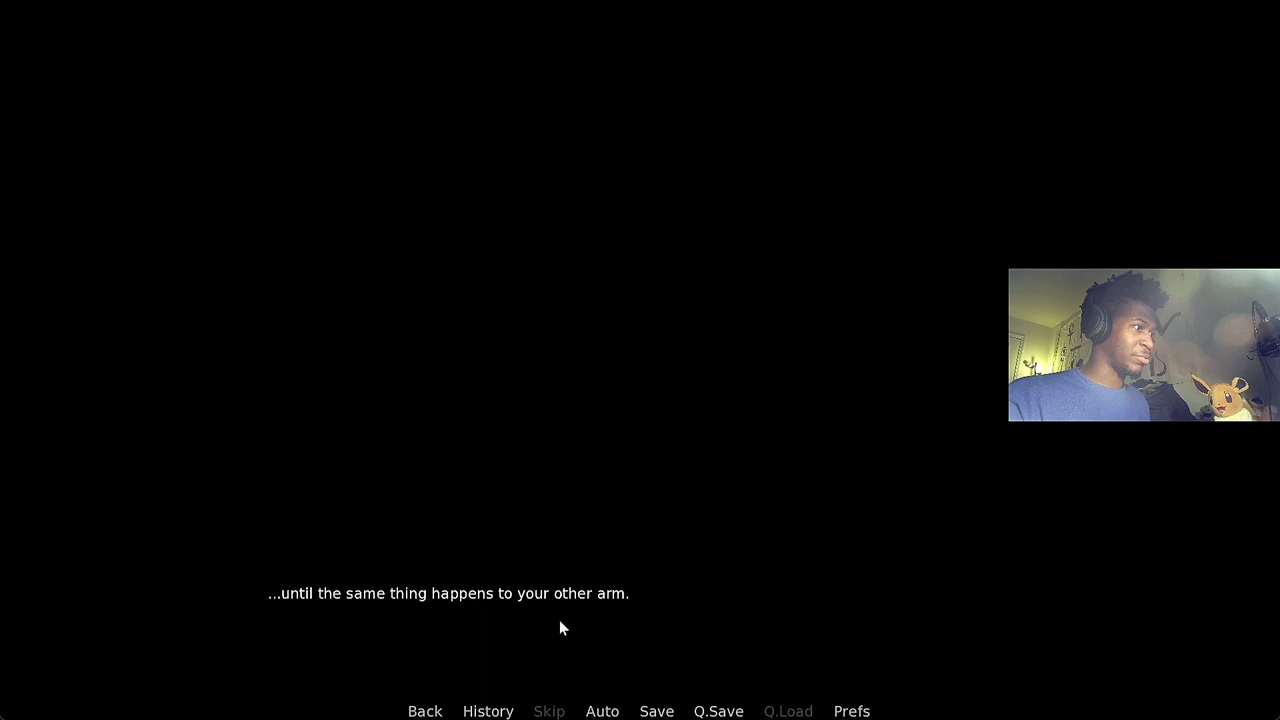 ...until the same thing happens to your other arm.
Back History Skip Auto Save Q.Save Q.Load Prefs